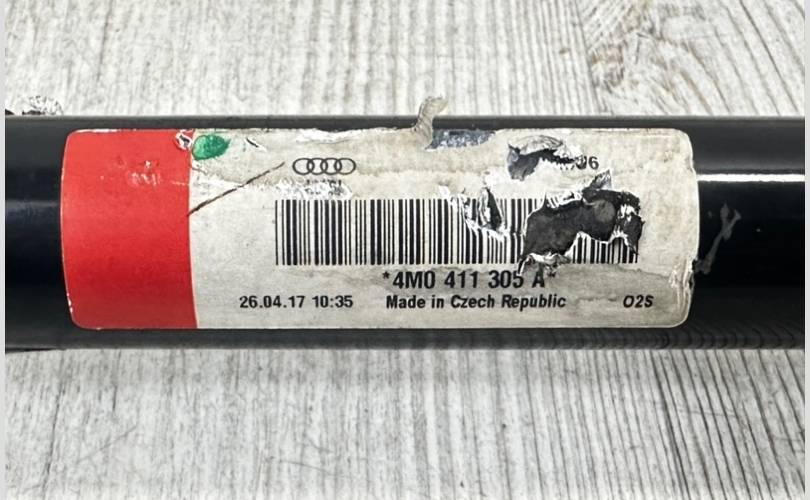 *4M0 411 305 A*
26.04.17 10:35 Made in Czech Republic O2S